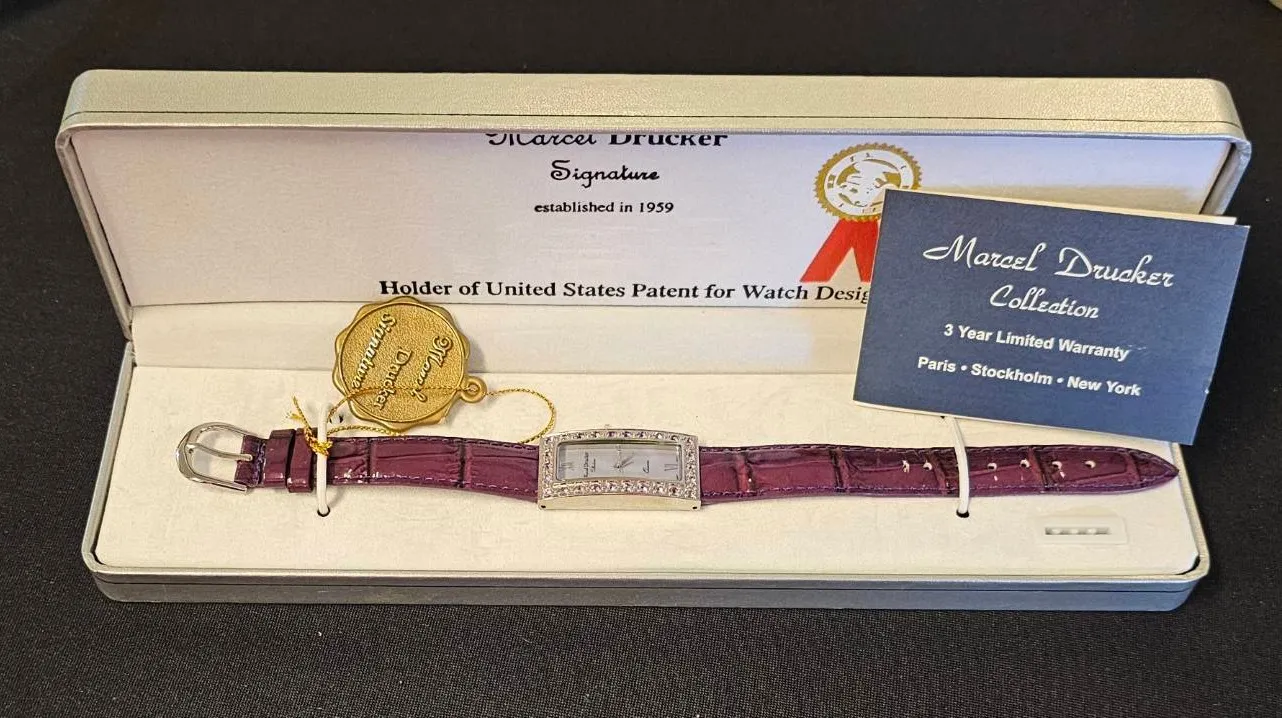 Marcel Drucker
Signature
established in 1959
Holder of United States Patent for Watch Desig
Marcel Drucker
Collection
3 Year Limited Warranty
Paris • Stockholm • New York
Marcel
Drucker
Signature